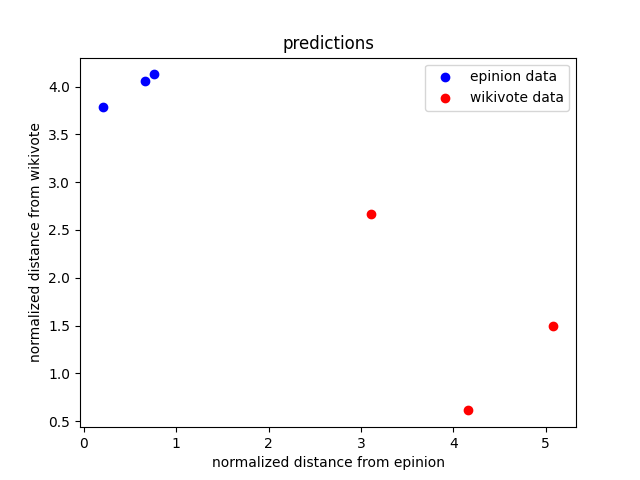 predictions
epinion data
wikivote data
4.0
3.5
3.0
2.5
2.0
1.5
1.0
0.5
normalized distance from wikivote
0 1 2 3 4 5
normalized distance from epinion